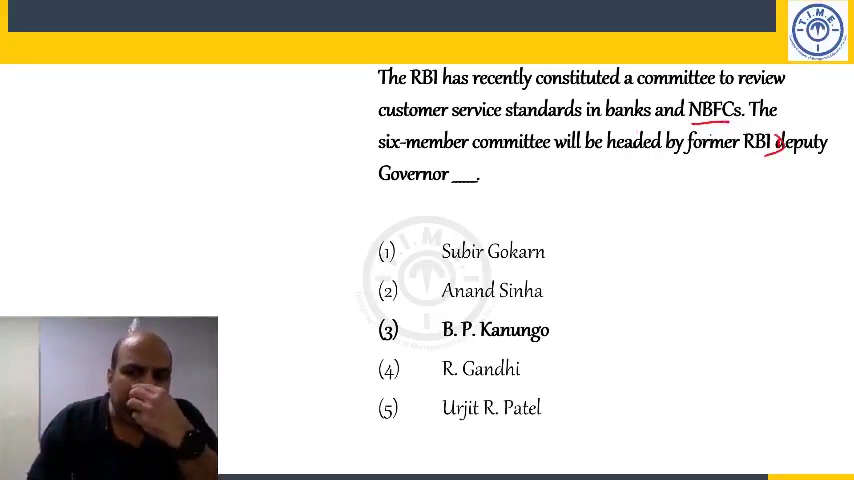 T.I.M.E.
The RBI has recently constituted a committee to review
customer service standards in banks and NBFCs. The
six-member committee will be headed by former RBI deputy
Governor ____.
(1) Subir Gokarn
(2) Anand Sinha
(3) B. P. Kanungo
(4) R. Gandhi
(5) Urjit R. Patel